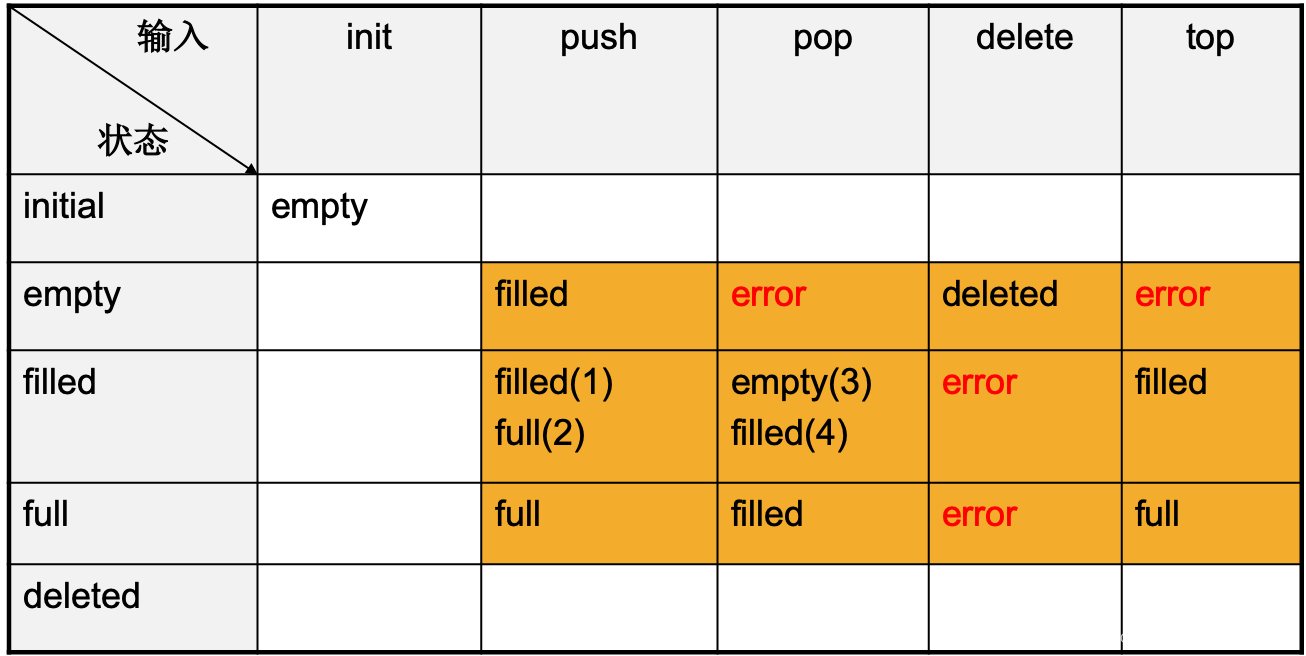 输入
状态
init
push
pop
delete
top
initial
empty
empty
filled
error
deleted
error
filled
filled(1)
full(2)
empty(3)
filled(4)
error
filled
full
full
filled
error
full
deleted